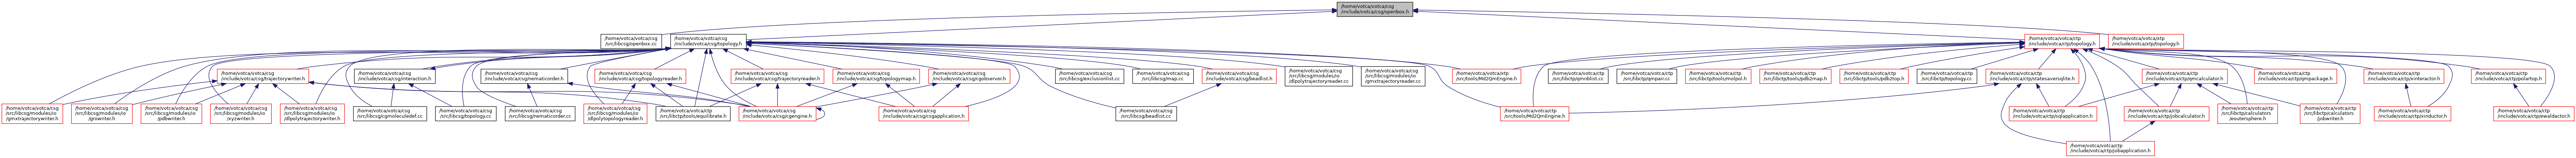 /home/votca/votca/csg
/include/votca/csg/openbox.h
/home/votca/votca/csg
/src/libcsg/openbox.cc
/home/votca/votca/csg
/include/votca/csg/topology.h
/home/votca/votca/ctp
/include/votca/ctp/topology.h
/home/votca/votca/xtp
/include/votca/xtp/topology.h
/home/votca/votca/csg
/include/votca/csg/trajectorywriter.h
/home/votca/votca/csg
/include/votca/csg/interaction.h
/home/votca/votca/csg
/include/votca/csg/nematicorder.h
/home/votca/votca/csg
/include/votca/csg/topologyreader.h
/home/votca/votca/csg
/include/votca/csg/trajectoryreader.h
/home/votca/votca/csg
/include/votca/csg/topologymap.h
/home/votca/votca/csg
/include/votca/csg/cgobserver.h
/home/votca/votca/csg
/src/libcsg/exclusionlist.cc
/home/votca/votca/csg
/src/libcsg/map.cc
/home/votca/votca/csg
/include/votca/csg/beadlist.h
/home/votca/votca/csg
/src/libcsg/modules/io
/dlpolytrajectoryreader.cc
/home/votca/votca/csg
/src/libcsg/modules/io
/gmxtrajectoryreader.cc
/home/votca/votca/xtp
/src/tools/Md2QmEngine.h
/home/votca/votca/ctp
/src/libctp/qmnblist.cc
/home/votca/votca/ctp
/src/libctp/qmpair.cc
/home/votca/votca/ctp
/src/libctp/tools/molpol.h
/home/votca/votca/ctp
/src/libctp/tools/pdb2map.h
/home/votca/votca/ctp
/src/libctp/tools/pdb2top.h
/home/votca/votca/ctp
/src/libctp/topology.cc
/home/votca/votca/ctp
/include/votca/ctp/statesaversqlite.h
/home/votca/votca/ctp
/include/votca/ctp/qmcalculator.h
/home/votca/votca/ctp
/include/votca/ctp/qmpackage.h
/home/votca/votca/ctp
/include/votca/ctp/xinteractor.h
/home/votca/votca/ctp
/include/votca/ctp/polartop.h
/home/votca/votca/csg
/src/libcsg/modules/io
/gmxtrajectorywriter.h
/home/votca/votca/csg
/src/libcsg/modules/io
/growriter.h
/home/votca/votca/csg
/src/libcsg/modules/io
/pdbwriter.h
/home/votca/votca/csg
/src/libcsg/modules/io
/xyzwriter.h
/home/votca/votca/csg
/src/libcsg/modules/io
/dlpolytrajectorywriter.h
/home/votca/votca/csg
/src/libcsg/cgmoleculedef.cc
/home/votca/votca/csg
/src/libcsg/topology.cc
/home/votca/votca/csg
/src/libcsg/nematicorder.cc
/home/votca/votca/csg
/src/libcsg/modules/io
/dlpolytopologyreader.h
/home/votca/votca/ctp
/src/libctp/tools/equilibrate.h
/home/votca/votca/csg
/include/votca/csg/cgengine.h
/home/votca/votca/csg
/include/votca/csg/csgapplication.h
/home/votca/votca/csg
/src/libcsg/beadlist.cc
/home/votca/votca/ctp
/src/tools/Md2QmEngine.h
/home/votca/votca/ctp
/include/votca/ctp/sqlapplication.h
/home/votca/votca/ctp
/include/votca/ctp/jobcalculator.h
/home/votca/votca/ctp
/src/libctp/calculators
/eoutersphere.h
/home/votca/votca/ctp
/src/libctp/calculators
/jobwriter.h
/home/votca/votca/ctp
/include/votca/ctp/xinductor.h
/home/votca/votca/ctp
/include/votca/ctp/ewaldactor.h
/home/votca/votca/ctp
/include/votca/ctp/jobapplication.h